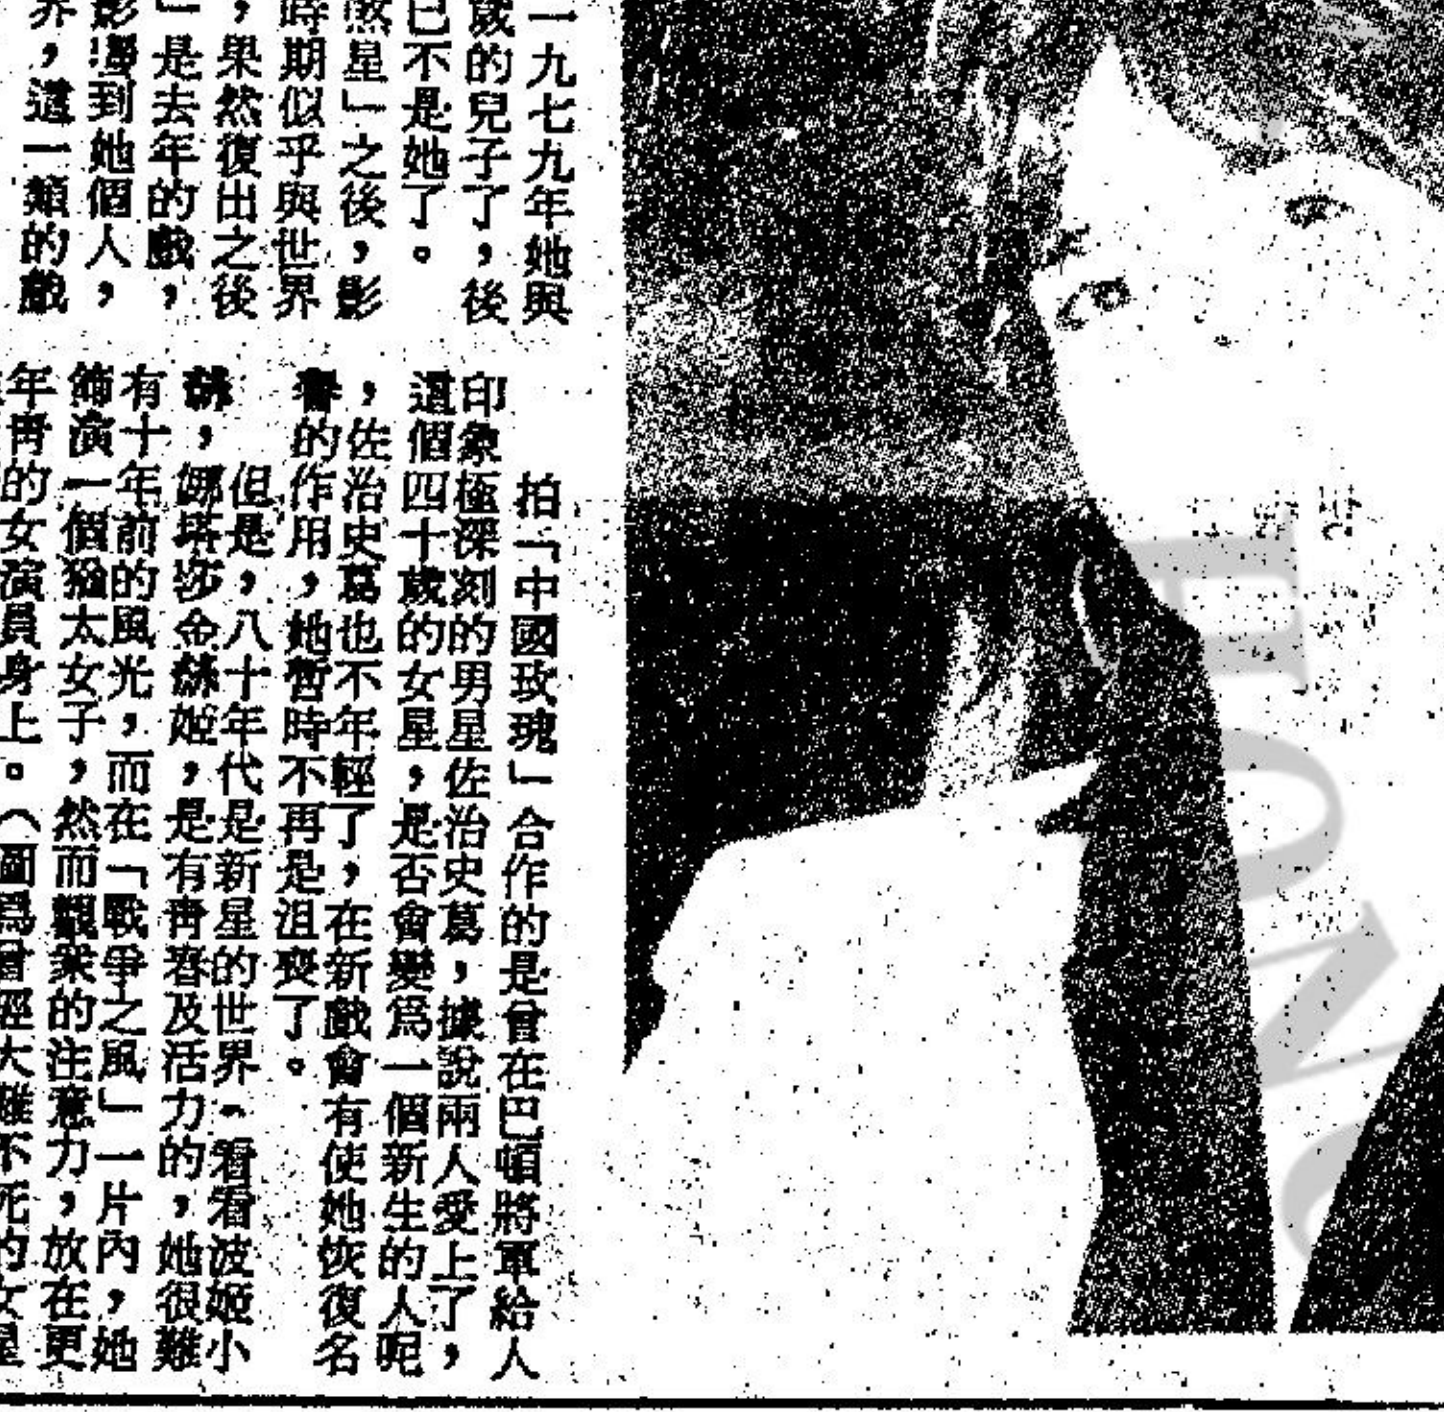 一九七九年她與
歲的兒子了，後
已不是她了。
煞星」之後，影
時期似乎與世界
，果然復出之後
」是去年的戲，
影響到她個人，
界，這一類的戲
拍「中國玫瑰」合作的是曾在巴頓將軍給人
印象極深刻的男星佐治史葛，據說兩人愛上了，
這個四十歲的女星，是否會變爲一個新生的人呢
，佐治史葛也不年輕了，在新戲會有使她恢復名
譽的作用，她暫時不再是沮喪了。
但是，八十年代是新星的世界。看看波姬小
絲，娜塔莎金絲姬，是有青春及活力的，她很難
有十年前的風光，而在「戰爭之風」一片內，她
飾演一個猶太女子，然而觀衆的注意力，放在更
年靑的女演員身上。（圖爲曾經大難不死的女星
HONG